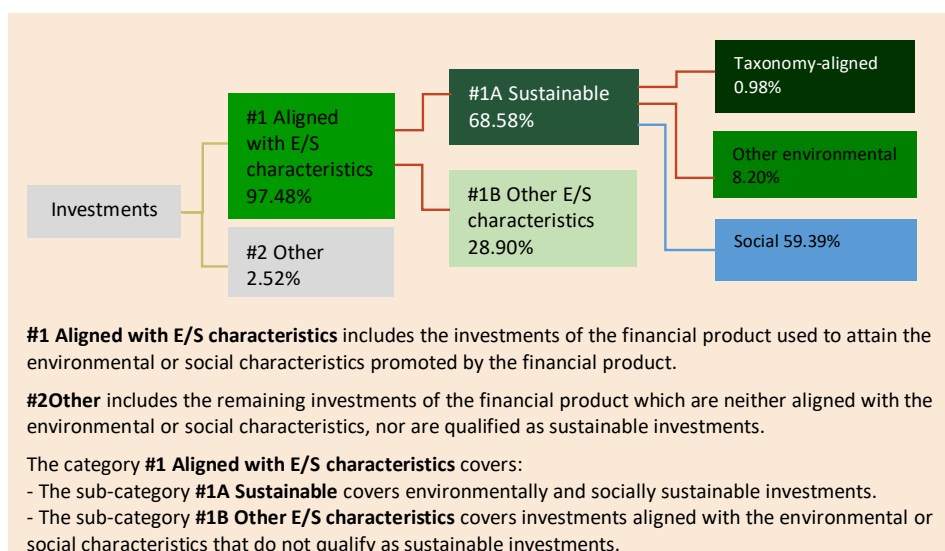 Investments
#1 Aligned
with E/S
characteristics
97.48%
#2 Other
2.52%
#1A Sustainable
68.58%
#1B Other E/S
characteristics
28.90%
Taxonomy-aligned
0.98%
Other environmental
8.20%
Social 59.39%
#1 Aligned with E/S characteristics includes the investments of the financial product used to attain the
environmental or social characteristics promoted by the financial product.
#2Other includes the remaining investments of the financial product which are neither aligned with the
environmental or social characteristics, nor are qualified as sustainable investments.
The category #1 Aligned with E/S characteristics covers:
- The sub-category #1A Sustainable covers environmentally and socially sustainable investments.
- The sub-category #1B Other E/S characteristics covers investments aligned with the environmental or
social characteristics that do not qualify as sustainable investments.